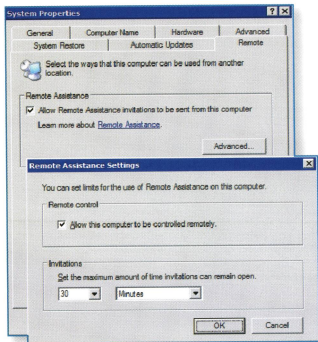 System Properties
General Computer Name Hardware Advanced
System Restore Automatic Updates Remote
Select the ways that this computer can be used from another
location.
Remote Assistance
Allow Remote Assistance invitations to be sent from this computer
Learn more about Remote Assistance.
Advanced...
Remote Assistance Settings
You can set limits for the use of Remote Assistance on this computer.
Remote control
Allow this computer to be controlled remotely.
Invitations
Set the maximum amount of time invitations can remain open.
30 Minutes
OK Cancel